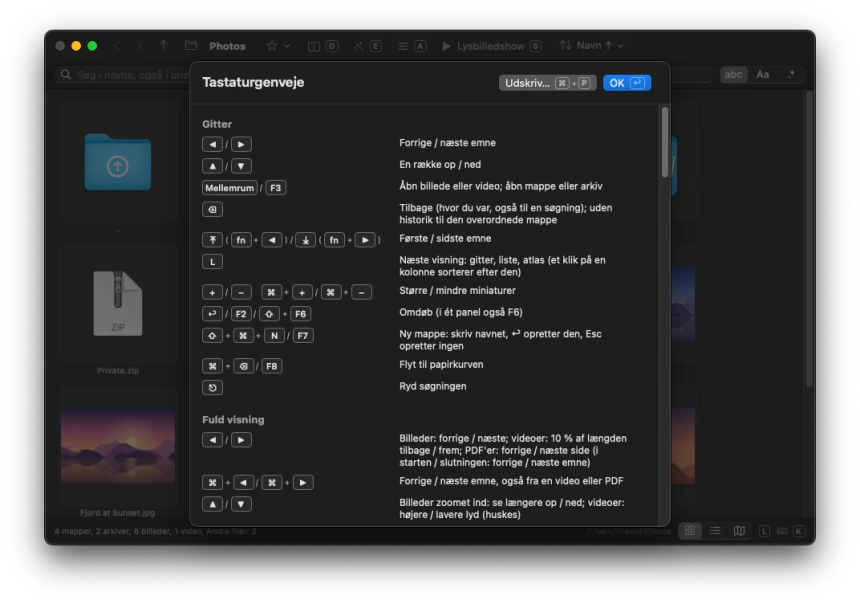 Photos D E A Lysbilledshow S Navn ↑
Søg i navne, også i und abc Aa .*
Tastaturgenveje Udskriv... ⌘ + P OK ↩
Gitter
◀ / ▶ Forrige / næste emne
▲ / ▼ En række op / ned
Mellemrum / F3 Åbn billede eller video; åbn mappe eller arkiv
⌫ Tilbage (hvor du var, også til en søgning); uden
historik til den overordnede mappe
⤒ ( fn + ◀ ) / ⤓ ( fn + ▶ ) Første / sidste emne
L Næste visning: gitter, liste, atlas (et klik på en
kolonne sorterer efter den)
+ / − ⌘ + + / ⌘ + − Større / mindre miniaturer
↩ / F2 / ⇧ + F6 Omdøb (i ét panel også F6)
⇧ + ⌘ + N / F7 Ny mappe: skriv navnet, ↩ opretter den, Esc
opretter ingen
⌘ + ⌫ / F8 Flyt til papirkurven
⎋ Ryd søgningen
Fuld visning
◀ / ▶ Billeder: forrige / næste; videoer: 10 % af længden
tilbage / frem; PDF'er: forrige / næste side (i
starten / slutningen: forrige / næste emne)
⌘ + ◀ / ⌘ + ▶ Forrige / næste emne, også fra en video eller PDF
▲ / ▼ Billeder zoomet ind: se længere op / ned; videoer:
højere / lavere lyd (huskes)
..
ZIP
Private.zip
Fjord at Sunset.jpg
4 mapper, 2 arkiver, 8 billeder, 1 video, Andre filer: 2 /Users/Shared/Photos L K